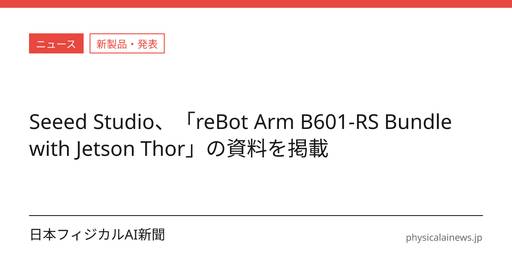 ニュース 新製品・発表
Seeed Studio、「reBot Arm B601-RS Bundle
with Jetson Thor」の資料を掲載
日本フィジカルAI新聞
physicalainews.jp